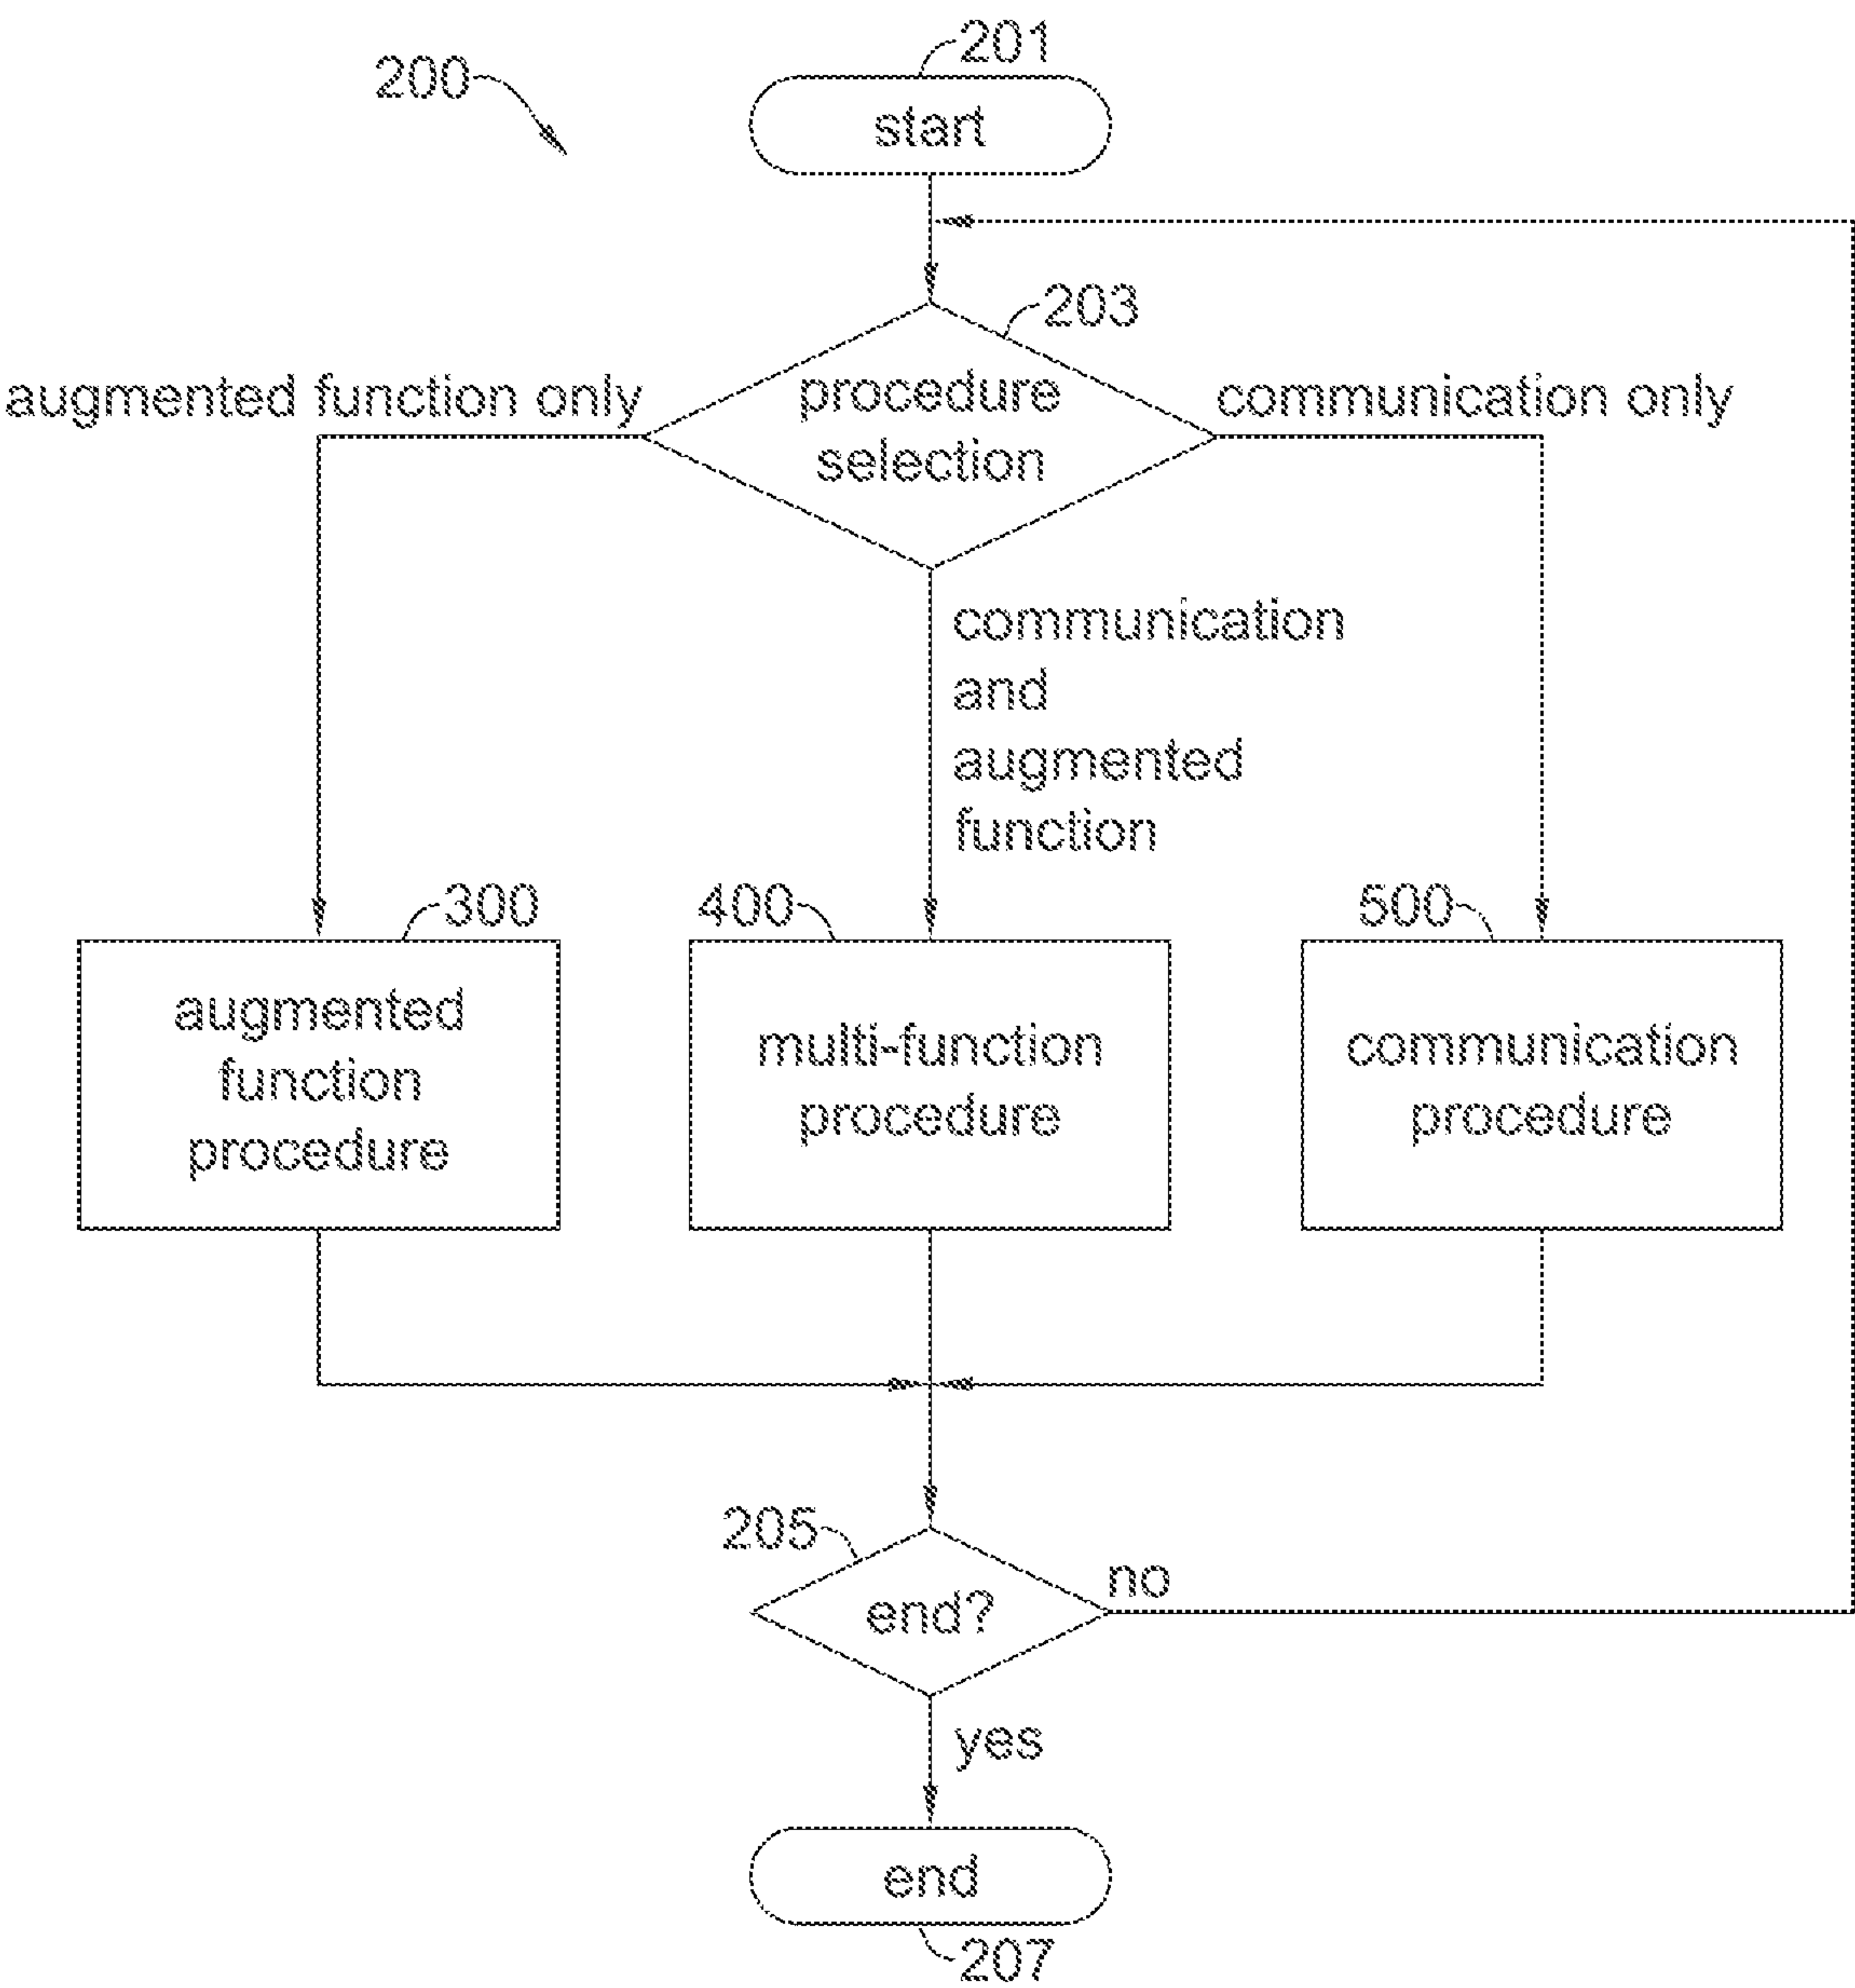 201
200
start
203
augmented function only
procedure
selection
communication only
communication
and
augmented
function
300
400
500
augmented
function
procedure
multi-function
procedure
communication
procedure
205
end?
no
yes
end
207